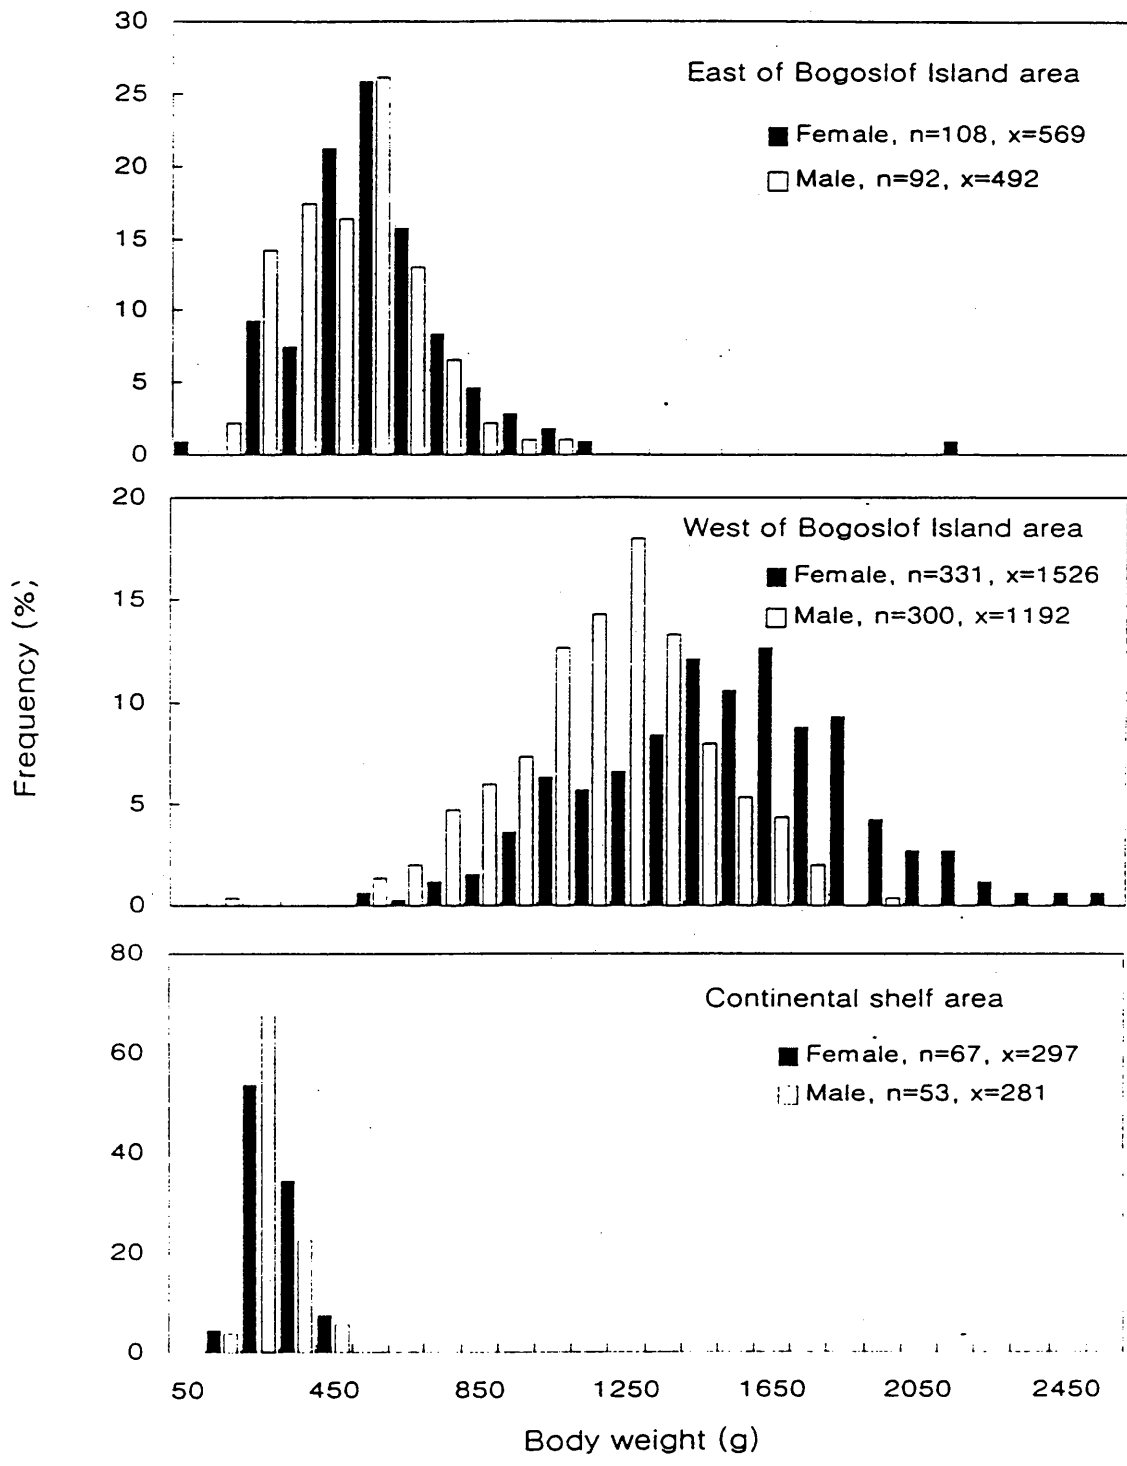 30
25
20
15
10
5
0
East of Bogoslof Island area
Female, n=108, x=569
Male, n=92, x=492
20
15
10
5
0
West of Bogoslof Island area
Female, n=331, x=1526
Male, n=300, x=1192
Frequency (%)
80
60
40
20
0
Continental shelf area
Female, n=67, x=297
Male, n=53, x=281
50 450 850 1250 1650 2050 2450
Body weight (g)